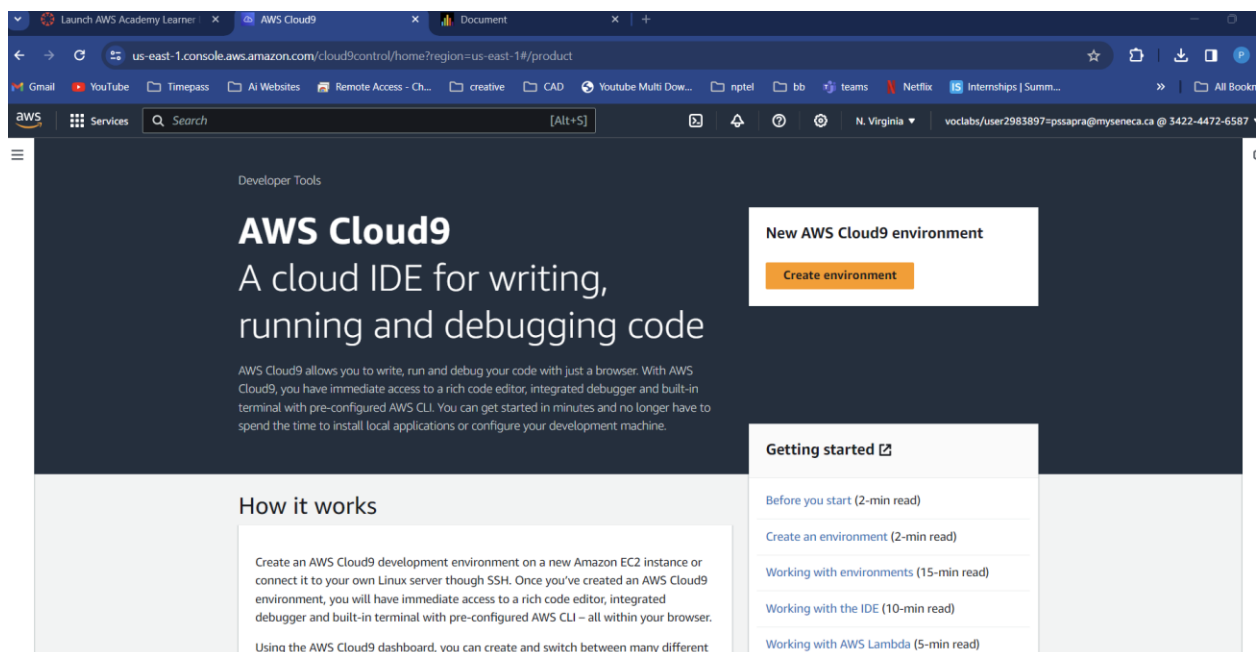 Launch AWS Academy Learner
AWS Cloud9
Document
us-east-1.console.aws.amazon.com/cloud9control/home?region=us-east-1#/product
Gmail YouTube Timepass Ai Websites Remote Access - Ch... creative CAD Youtube Multi Dow... nptel bb teams Netflix Internships | Summ... » All Bookm
aws Services Search [Alt+S] N. Virginia voclabs/user2983897=pssapra@myseneca.ca @ 3422-4472-6587
Developer Tools
AWS Cloud9
A cloud IDE for writing,
running and debugging code
AWS Cloud9 allows you to write, run and debug your code with just a browser. With AWS
Cloud9, you have immediate access to a rich code editor, integrated debugger and built-in
terminal with pre-configured AWS CLI. You can get started in minutes and no longer have to
spend the time to install local applications or configure your development machine.
New AWS Cloud9 environment
Create environment
Getting started
Before you start (2-min read)
Create an environment (2-min read)
Working with environments (15-min read)
Working with the IDE (10-min read)
Working with AWS Lambda (5-min read)
How it works
Create an AWS Cloud9 development environment on a new Amazon EC2 instance or
connect it to your own Linux server though SSH. Once you've created an AWS Cloud9
environment, you will have immediate access to a rich code editor, integrated
debugger and built-in terminal with pre-configured AWS CLI – all within your browser.
Using the AWS Cloud9 dashboard, you can create and switch between many different